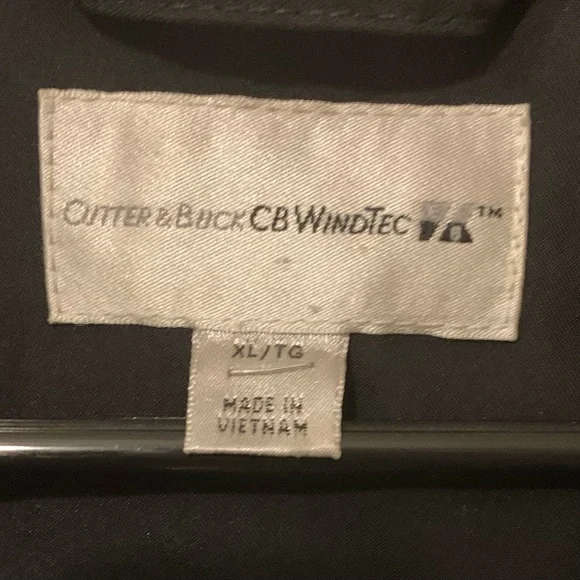 CUTTER & BUCK CB WINDTEC ™
XL/TG
MADE IN
VIETNAM